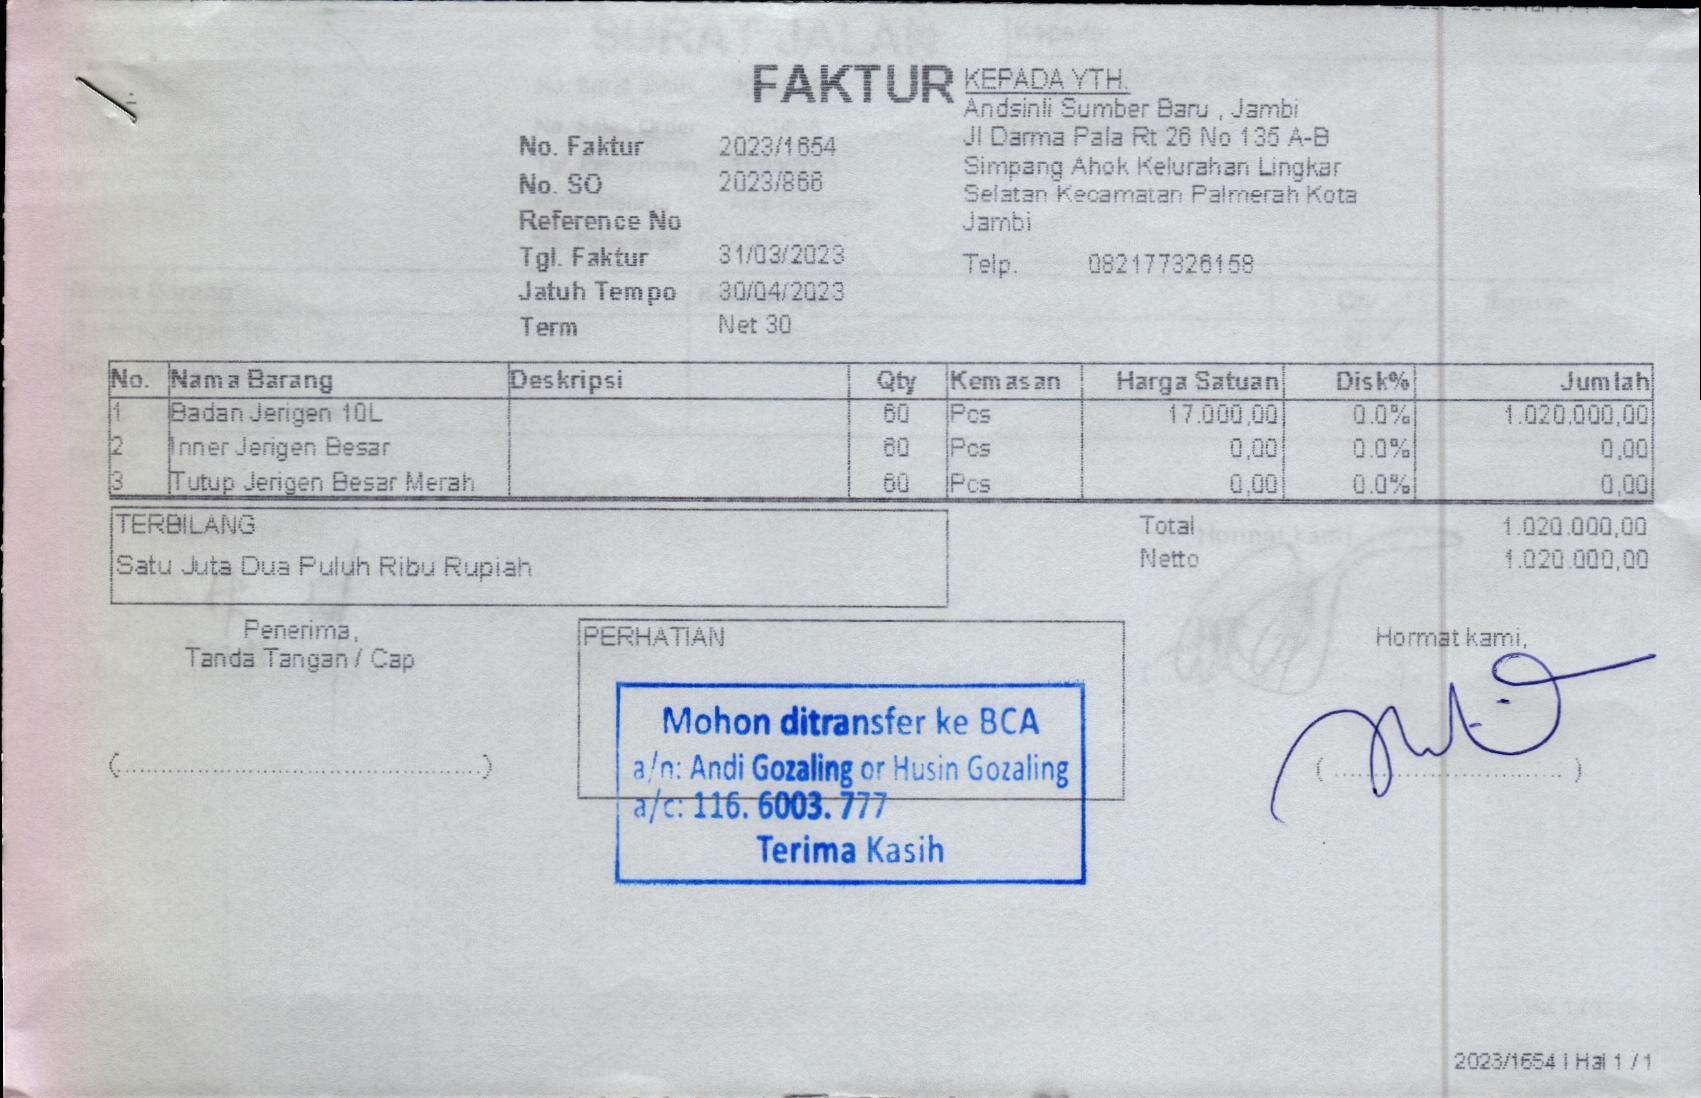 FAKTUR
No. Faktur 2023/1654
No. SO 2023/866
Reference No
Tgl. Faktur 31/03/2023
Jatuh Tempo 30/04/2023
Term Net 30
KEPADA YTH.
Andsinli Sumber Baru , Jambi
Jl Darma Pala Rt 26 No 135 A-B
Simpang Ahok Kelurahan Lingkar
Selatan Kecamatan Palmerah Kota
Jambi
Telp. 082177326158
No. Nama Barang Deskripsi Qty Kemasan Harga Satuan Disk% Jumlah
1 Badan Jerigen 10L 60 Pcs 17.000,00 0.0% 1.020.000,00
2 Inner Jerigen Besar 60 Pcs 0,00 0.0% 0,00
3 Tutup Jerigen Besar Merah 60 Pcs 0,00 0.0% 0,00
TERBILANG
Satu Juta Dua Puluh Ribu Rupiah
Total 1.020.000,00
Netto 1.020.000,00
Penerima,
Tanda Tangan / Cap
(................................................)
PERHATIAN
Mohon ditransfer ke BCA
a/n: Andi Gozaling or Husin Gozaling
a/c: 116. 6003. 777
Terima Kasih
Hormat kami,
( .............................. )
2023/1654 | Hal 1 / 1